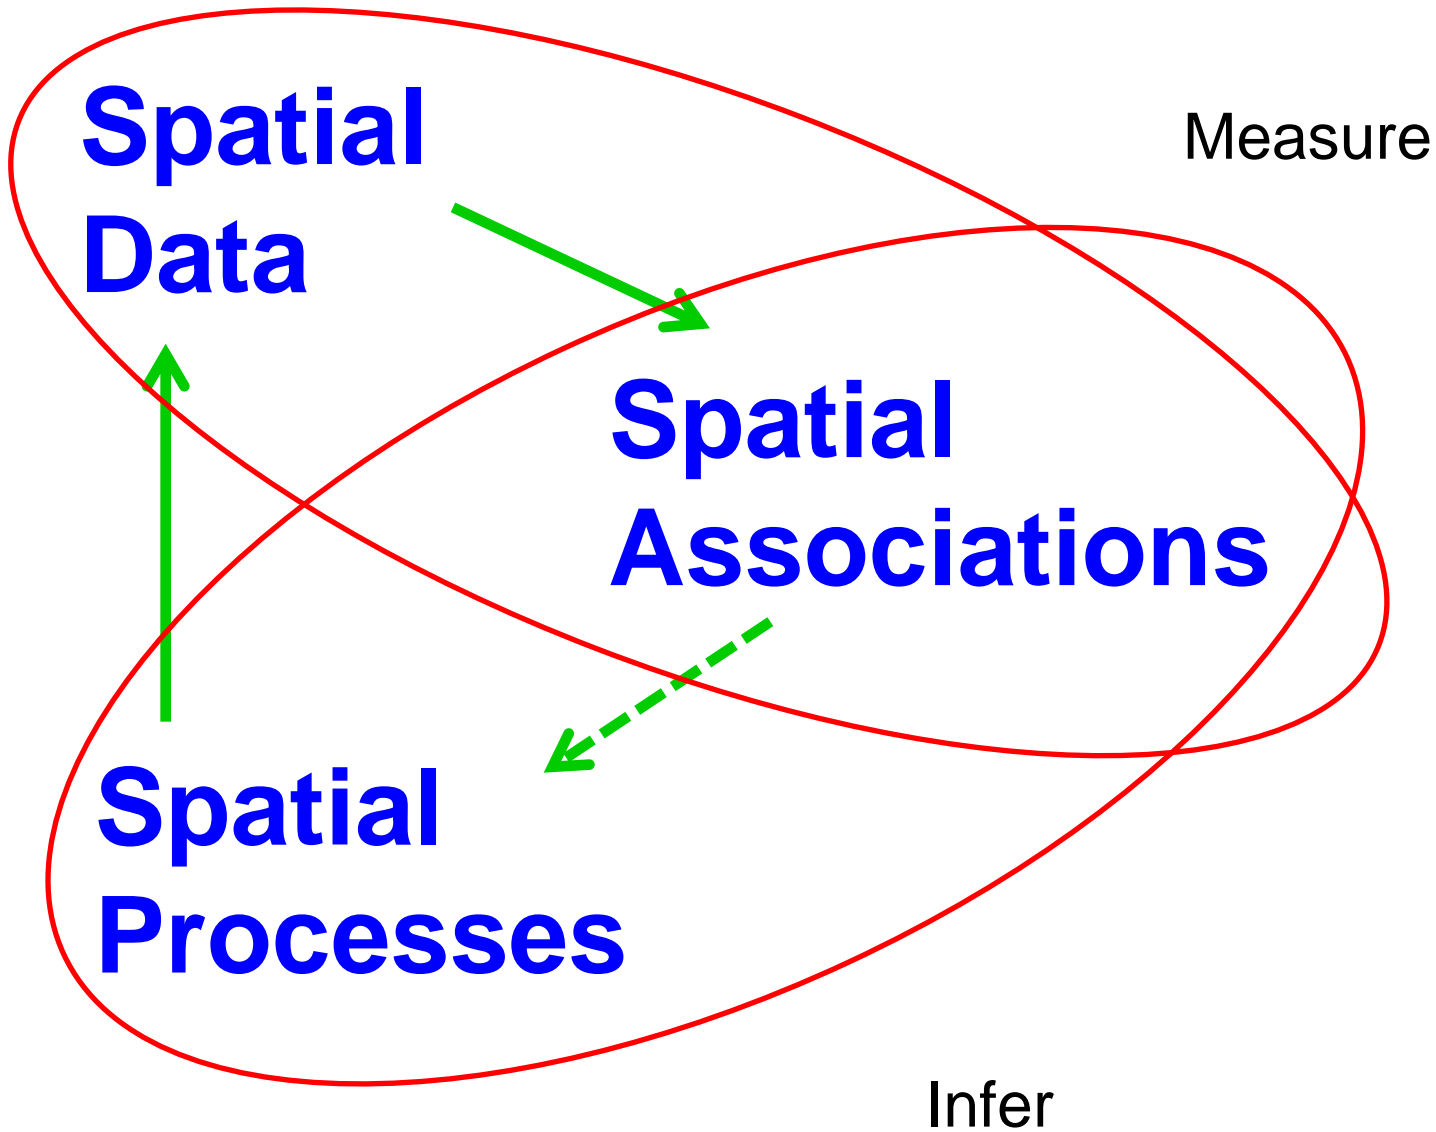 Spatial
Data
Measure
Spatial
Associations
Spatial
Processes
Infer